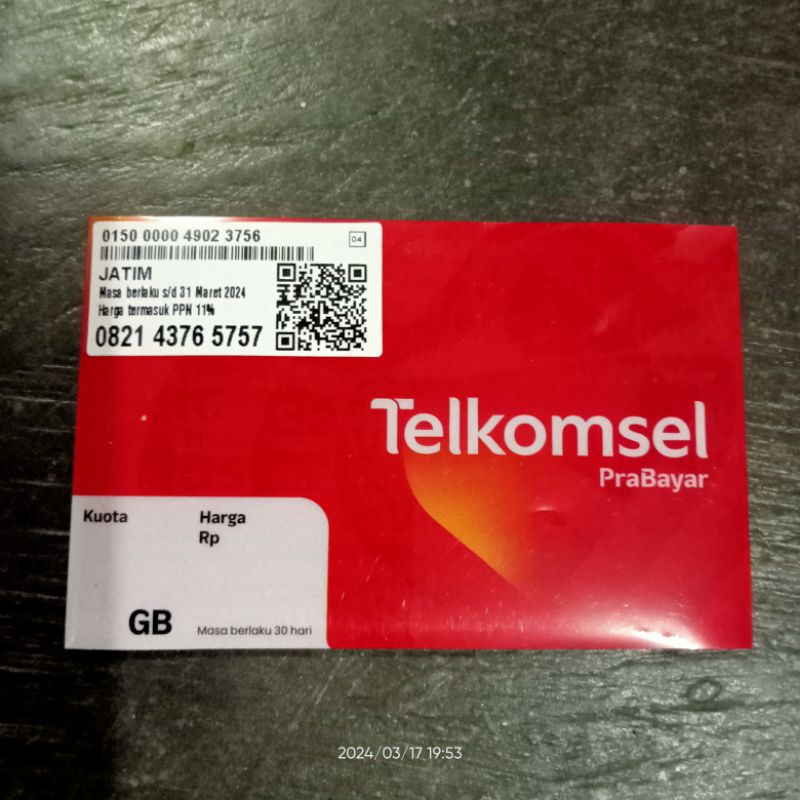 0150 0000 4902 3756
04
JATIM
Masa berlaku s/d 31 Maret 2024
Harga termasuk PPN 11%
0821 4376 5757
Telkomsel
PraBayar
Kuota
Harga
Rp
GB
Masa berlaku 30 hari
2024/03/17 19:53